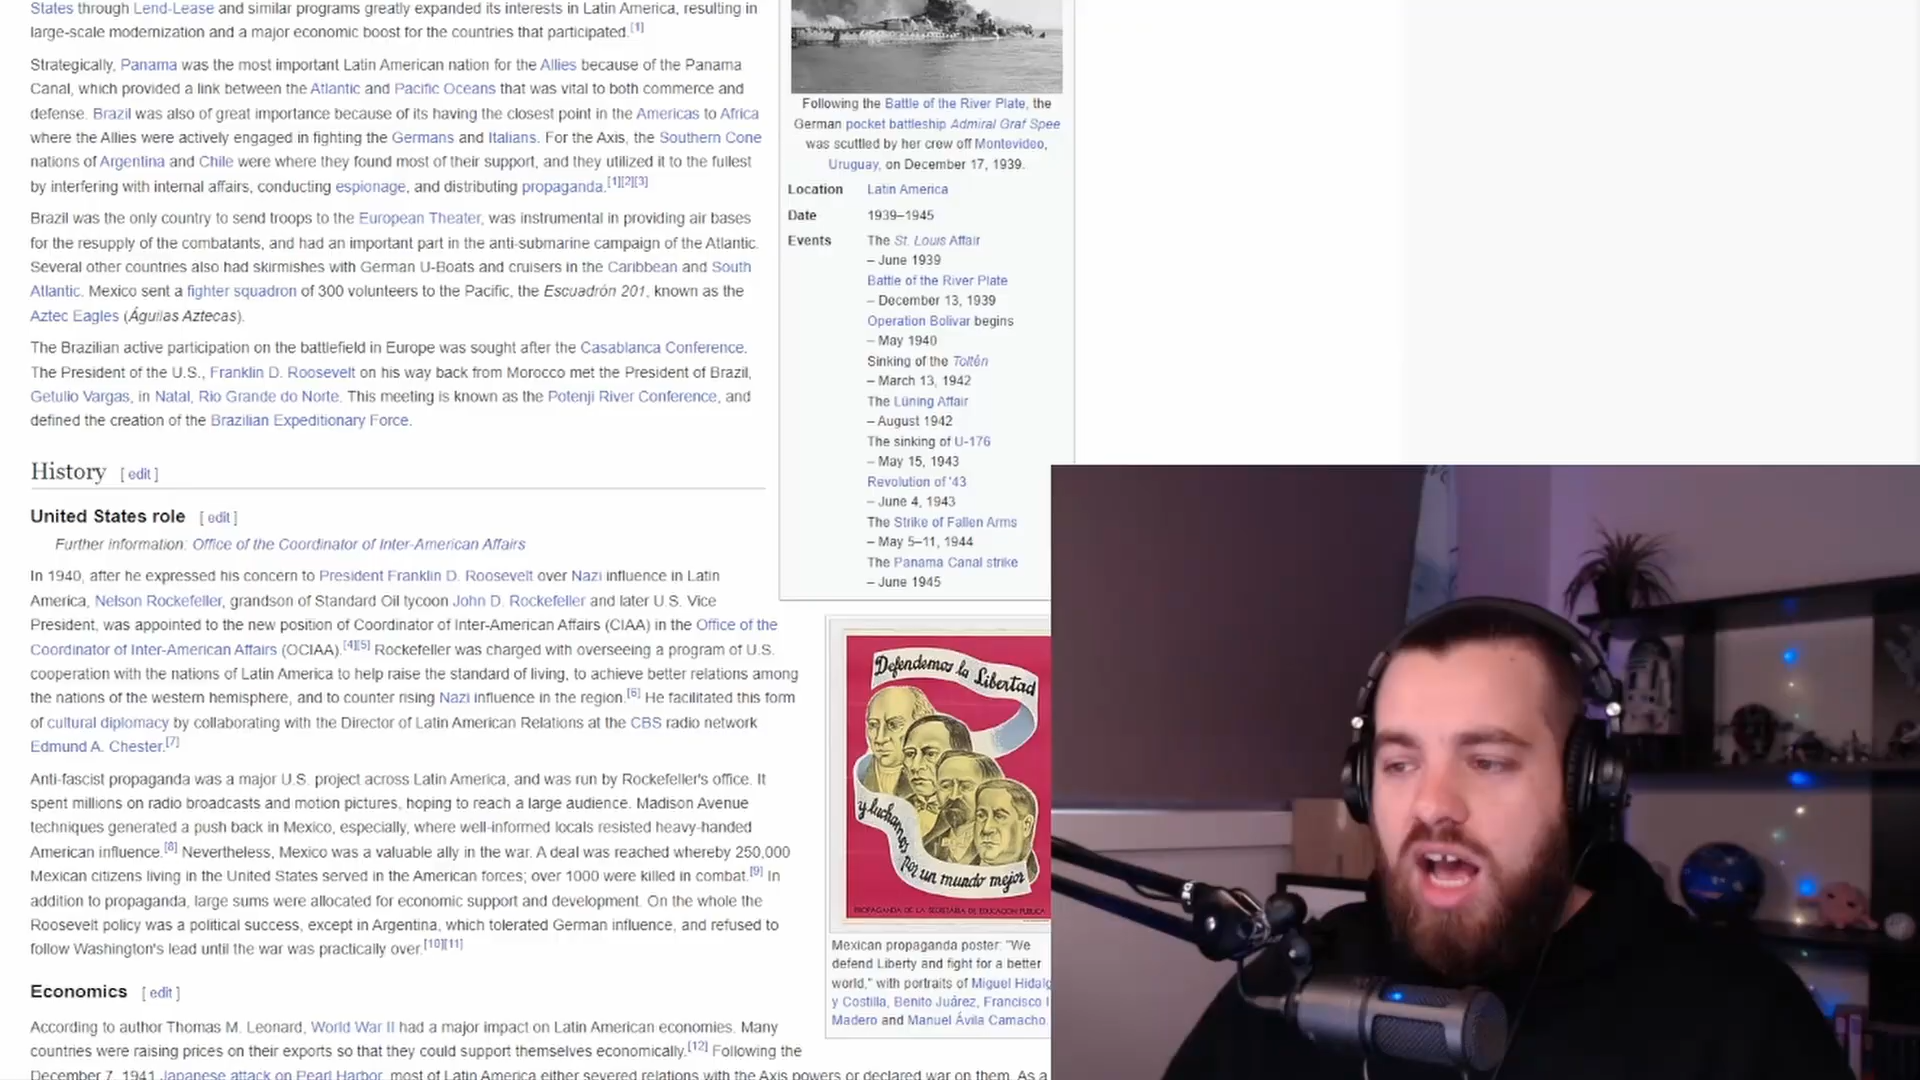 States through Lend-Lease and similar programs greatly expanded its interests in Latin America, resulting in
large-scale modernization and a major economic boost for the countries that participated.[1]
Strategically, Panama was the most important Latin American nation for the Allies because of the Panama
Canal, which provided a link between the Atlantic and Pacific Oceans that was vital to both commerce and
defense. Brazil was also of great importance because of its having the closest point in the Americas to Africa
where the Allies were actively engaged in fighting the Germans and Italians. For the Axis, the Southern Cone
nations of Argentina and Chile were where they found most of their support, and they utilized it to the fullest
by interfering with internal affairs, conducting espionage, and distributing propaganda.[1][2][3]
Brazil was the only country to send troops to the European Theater, was instrumental in providing air bases
for the resupply of the combatants, and had an important part in the anti-submarine campaign of the Atlantic.
Several other countries also had skirmishes with German U-Boats and cruisers in the Caribbean and South
Atlantic. Mexico sent a fighter squadron of 300 volunteers to the Pacific, the Escuadrón 201, known as the
Aztec Eagles (Águilas Aztecas).
The Brazilian active participation on the battlefield in Europe was sought after the Casablanca Conference.
The President of the U.S., Franklin D. Roosevelt on his way back from Morocco met the President of Brazil,
Getulio Vargas, in Natal, Rio Grande do Norte. This meeting is known as the Potenji River Conference, and
defined the creation of the Brazilian Expeditionary Force.
History [ edit ]
United States role [ edit ]
Further information: Office of the Coordinator of Inter-American Affairs
In 1940, after he expressed his concern to President Franklin D. Roosevelt over Nazi influence in Latin
America, Nelson Rockefeller, grandson of Standard Oil tycoon John D. Rockefeller and later U.S. Vice
President, was appointed to the new position of Coordinator of Inter-American Affairs (CIAA) in the Office of the
Coordinator of Inter-American Affairs (OCIAA).[4][5] Rockefeller was charged with overseeing a program of U.S.
cooperation with the nations of Latin America to help raise the standard of living, to achieve better relations among
the nations of the western hemisphere, and to counter rising Nazi influence in the region.[6] He facilitated this form
of cultural diplomacy by collaborating with the Director of Latin American Relations at the CBS radio network
Edmund A. Chester.[7]
Anti-fascist propaganda was a major U.S. project across Latin America, and was run by Rockefeller's office. It
spent millions on radio broadcasts and motion pictures, hoping to reach a large audience. Madison Avenue
techniques generated a push back in Mexico, especially, where well-informed locals resisted heavy-handed
American influence.[8] Nevertheless, Mexico was a valuable ally in the war. A deal was reached whereby 250,000
Mexican citizens living in the United States served in the American forces; over 1000 were killed in combat.[9] In
addition to propaganda, large sums were allocated for economic support and development. On the whole the
Roosevelt policy was a political success, except in Argentina, which tolerated German influence, and refused to
follow Washington's lead until the war was practically over.[10][11]
Economics [ edit ]
According to author Thomas M. Leonard, World War II had a major impact on Latin American economies. Many
countries were raising prices on their exports so that they could support themselves economically.[12] Following the
December 7, 1941 Japanese attack on Pearl Harbor, most of Latin America either severed relations with the Axis powers or declared war on them. As a
Following the Battle of the River Plate, the
German pocket battleship Admiral Graf Spee
was scuttled by her crew off Montevideo,
Uruguay, on December 17, 1939.
Location Latin America
Date 1939–1945
Events The St. Louis Affair
– June 1939
Battle of the River Plate
– December 13, 1939
Operation Bolivar begins
– May 1940
Sinking of the Toltén
– March 13, 1942
The Lüning Affair
– August 1942
The sinking of U-176
– May 15, 1943
Revolution of '43
– June 4, 1943
The Strike of Fallen Arms
– May 5–11, 1944
The Panama Canal strike
– June 1945
Defendemos la Libertad
y luchamos por un mundo mejor
PROPAGANDA DE LA SECRETARIA DE EDUCACION PUBLICA
Mexican propaganda poster: "We
defend Liberty and fight for a better
world," with portraits of Miguel Hidalg
y Costilla, Benito Juárez, Francisco I
Madero and Manuel Ávila Camacho.